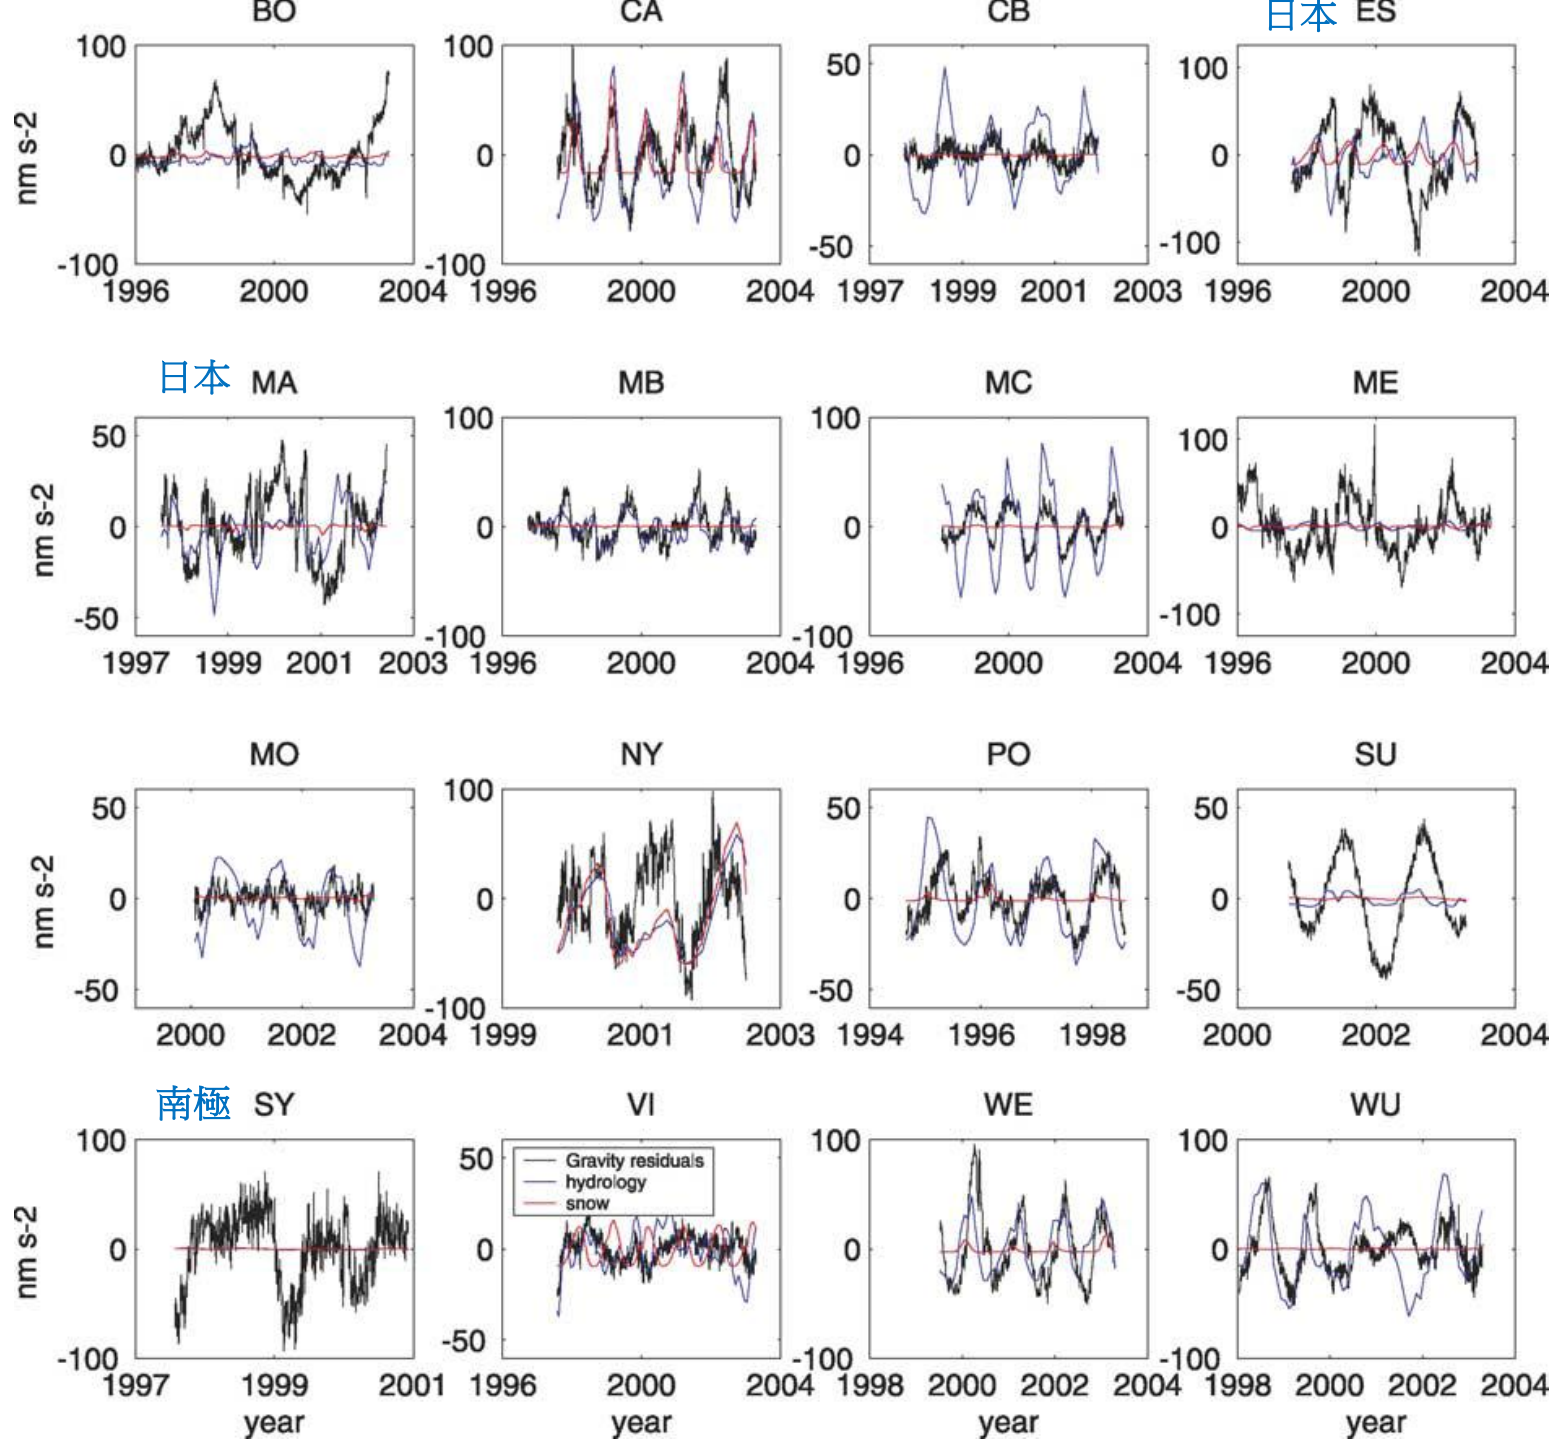 BO CA CB 日本 ES
100 100 50 100
nm s-2 0 0 0 0
-100 -100 -50 -100
1996 2000 2004 1996 2000 2004 1997 1999 2001 2003 1996 2000 2004
日本 MA MB MC ME
50 100 100 100
nm s-2 0 0 0 0
-50 -100 -100 -100
1997 1999 2001 2003 1996 2000 2004 1996 2000 2004 1996 2000 2004
MO NY PO SU
50 100 50 50
nm s-2 0 0 0 0
-50 -100 -50 -50
2000 2002 2004 1999 2001 2003 1994 1996 1998 2000 2002 2004
南極 SY VI WE WU
100 50 100 100
Gravity residuals
hydrology
snow
nm s-2 0 0 0 0
-100 -50 -100 -100
1997 1999 2001 1996 2000 2004 1998 2000 2002 2004 1998 2000 2002 2004
year year year year